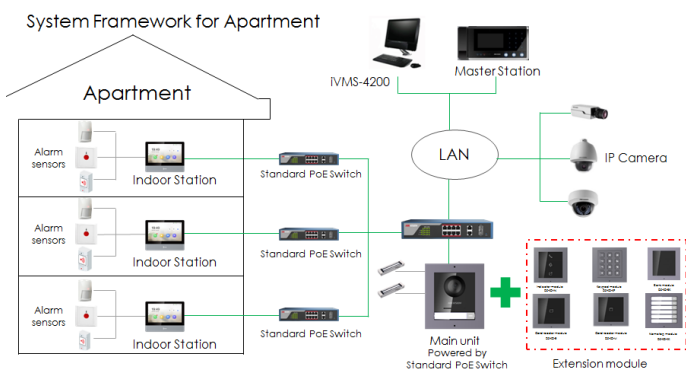 System Framework for Apartment
iVMS-4200
Master Station
Apartment
LAN
IP Camera
Alarm
sensors
Indoor Station
Standard PoE Switch
Alarm
sensors
Indoor Station
Standard PoE Switch
Alarm
sensors
Indoor Station
Standard PoE Switch
Main unit
Powered by
Standard PoE Switch
Extension module